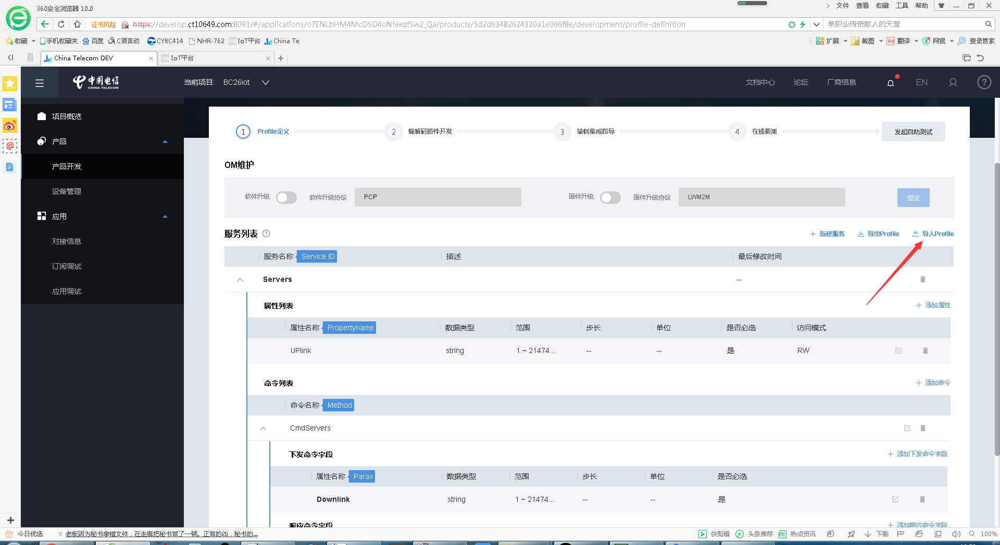 360安全浏览器 10.0
文件 查看 收藏 工具 帮助
证书风险 https://develop.ct10649.com:8093/#/applications/o7ENLbHM4McOSO4oNfeezfSw2_Qa/products/5d2d63482624330a1e066f8e/development/profile-definition
单职业传奇散人的天堂
收藏 手机收藏夹 百度 C语言动 CY8C414 NHR-762 IoT平台 China Te
扩展 截图 翻译 网银 登录管家
China Telecom DEV
IoT平台
中国电信
CHINA TELECOM
当前项目: BC26iot
文档中心 论坛 厂商信息 EN
项目概览
产品
产品开发
设备管理
应用
对接信息
订阅调试
应用调试
1 Profile定义 2 编解码插件开发 3 端侧集成指导 4 在线调测 发起自助测试
OM维护
软件升级 软件升级协议 PCP 固件升级 固件升级协议 LWM2M 提交
服务列表
新建服务 导出Profile 导入Profile
服务名称 Service ID 描述 最后修改时间
Servers --
属性列表 添加属性
属性名称 Propertyname 数据类型 范围 步长 单位 是否必选 访问模式
UPlink string 1 ~ 21474... -- -- 是 RW
命令列表 添加命令
命令名称 Method
CmdServers
下发命令字段 添加下发命令字段
属性名称 Paras 数据类型 范围 步长 单位 是否必选
Downlink string 1 ~ 21474... -- -- 是
响应命令字段 添加响应命令字段
今日优选 老板因为秘书拿错文件，在走廊把秘书骂了一顿。正骂的凶，秘书的...
快剪辑 头条推荐 热点资讯 下载 100%